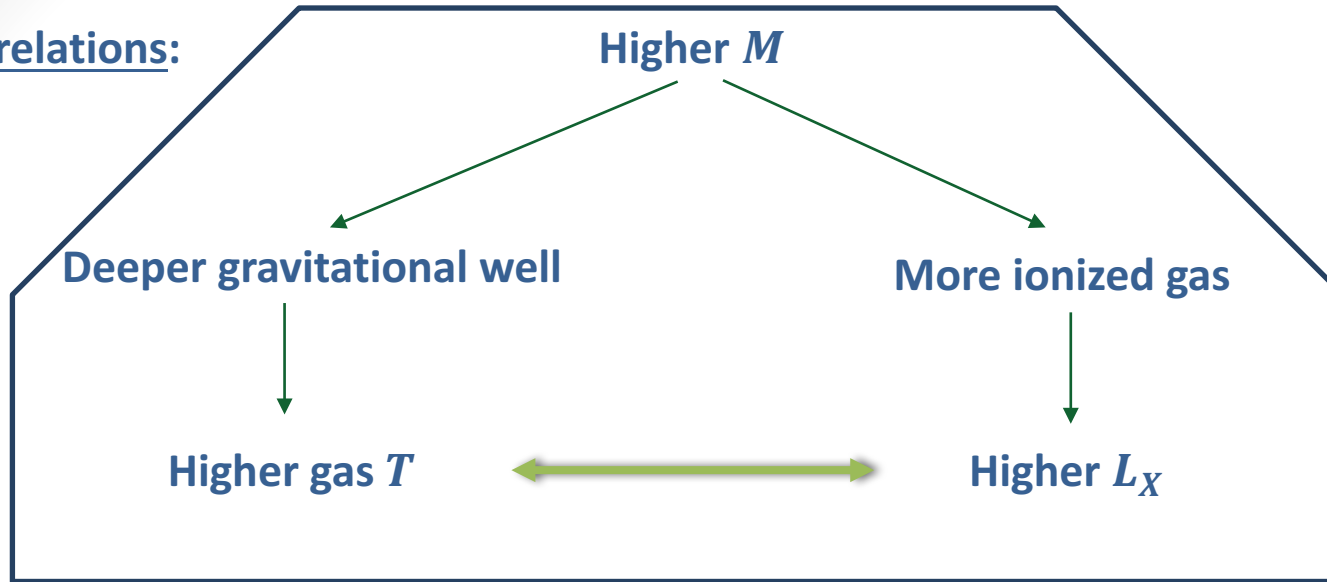 relations:
Higher M
Deeper gravitational well
More ionized gas
Higher gas T
Higher L_X